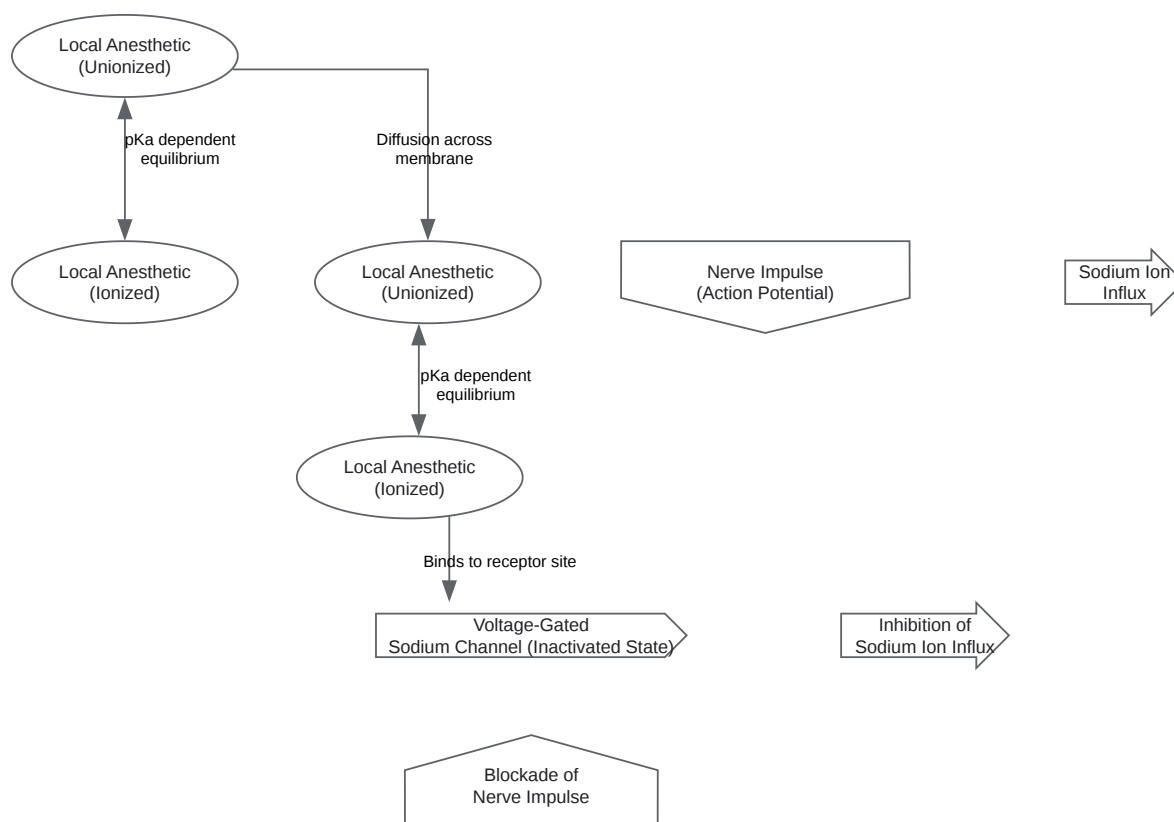 Local Anesthetic
(Unionized)
pKa dependent
equilibrium
Diffusion across
membrane
Local Anesthetic
(Ionized)
Local Anesthetic
(Unionized)
Nerve Impulse
(Action Potential)
Sodium Ion
Influx
pKa dependent
equilibrium
Local Anesthetic
(Ionized)
Binds to receptor site
Voltage-Gated
Sodium Channel (Inactivated State)
Inhibition of
Sodium Ion Influx
Blockade of
Nerve Impulse